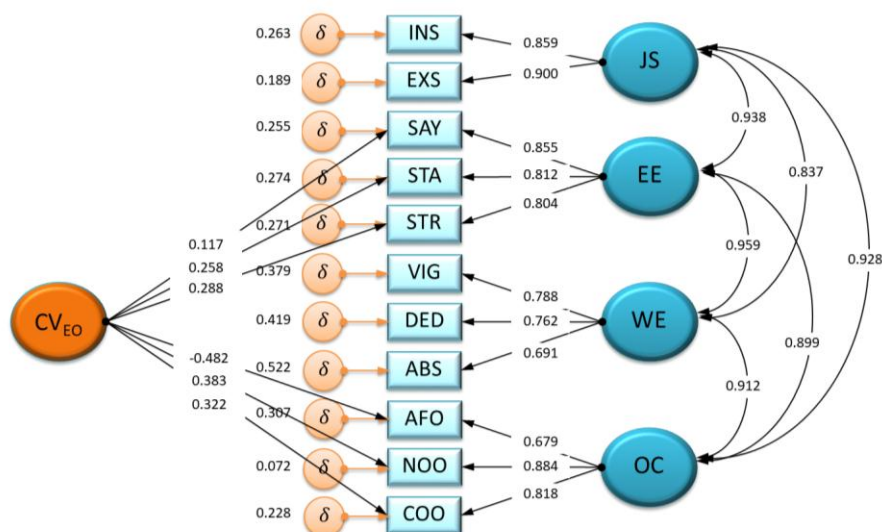 0.263 δ INS 0.859 JS
0.189 δ EXS 0.900
0.938
0.255 δ SAY 0.855
0.837
0.274 δ STA 0.812 EE
0.271 δ STR 0.804
0.117
0.258
0.288
0.959
0.928
0.379 δ VIG 0.788
CV_EO
0.419 δ DED 0.762 WE
0.899
-0.482
0.383
0.322
0.522 δ ABS 0.691
0.912
0.307 δ AFO 0.679
0.072 δ NOO 0.884 OC
0.228 δ COO 0.818